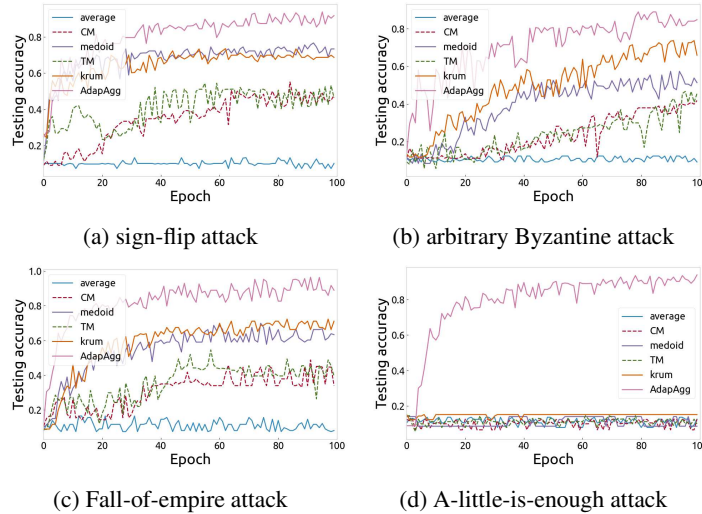 Testing accuracy
0.8
0.6
0.4
0.2
average
CM
medoid
TM
krum
AdapAgg
0 20 40 60 80 100
Epoch
(a) sign-flip attack
Testing accuracy
0.8
0.6
0.4
0.2
average
CM
medoid
TM
krum
AdapAgg
0 20 40 60 80 100
Epoch
(b) arbitrary Byzantine attack
Testing accuracy
1.0
0.8
0.6
0.4
0.2
average
CM
medoid
TM
krum
AdapAgg
0 20 40 60 80 100
Epoch
(c) Fall-of-empire attack
Testing accuracy
0.8
0.6
0.4
0.2
average
CM
medoid
TM
krum
AdapAgg
0 20 40 60 80 100
Epoch
(d) A-little-is-enough attack